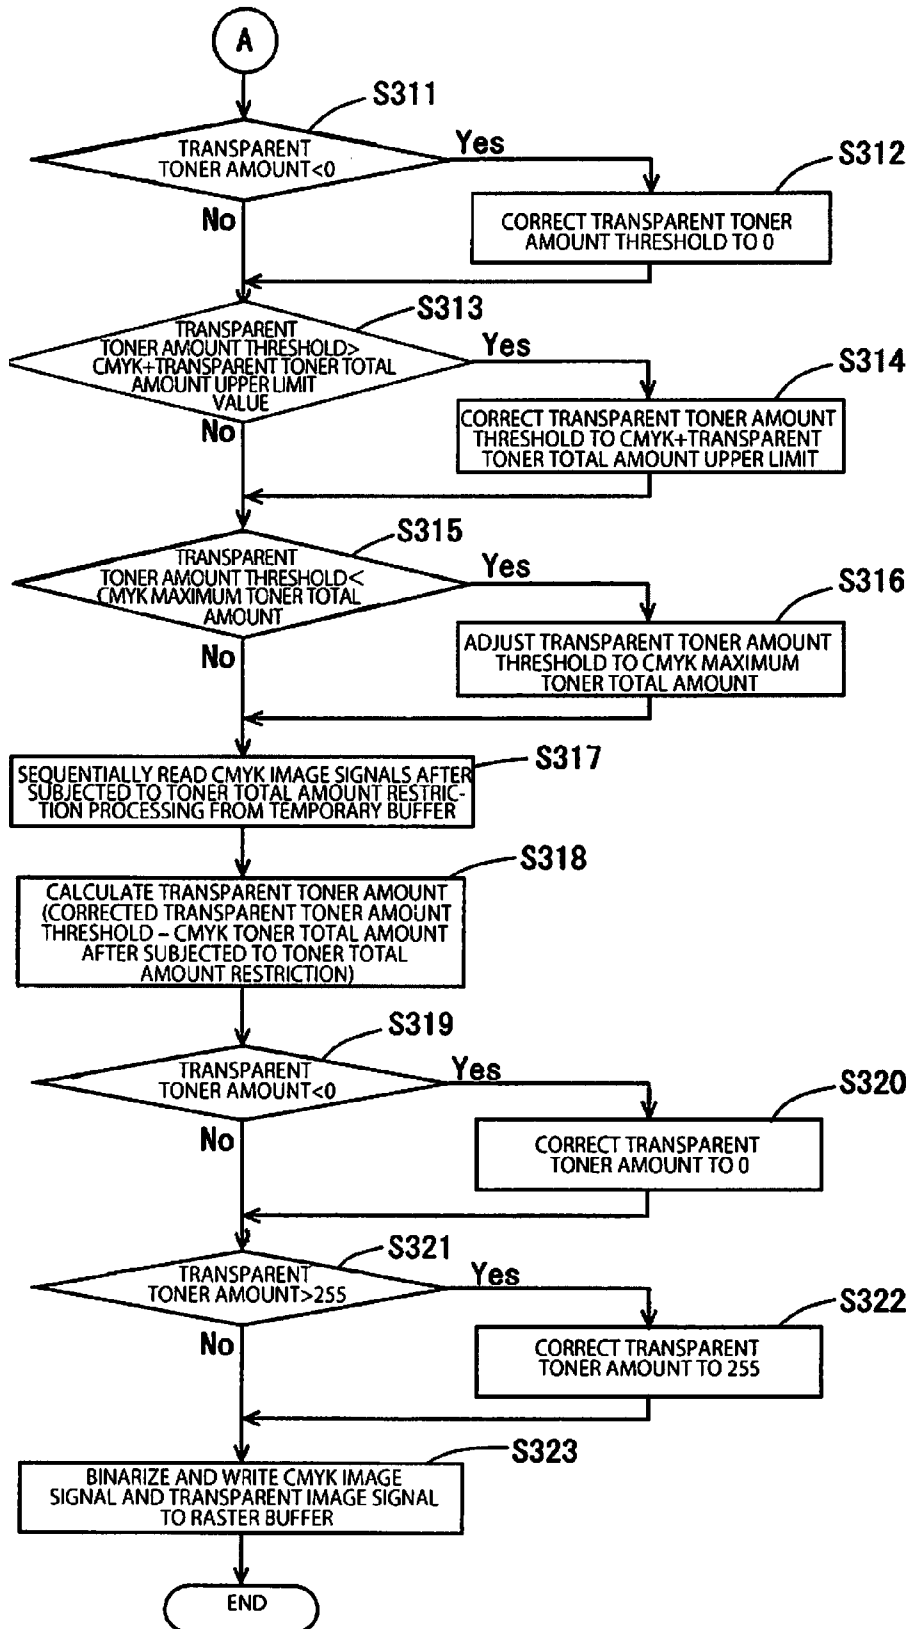 A
S311
TRANSPARENT
TONER AMOUNT<0
Yes
No
S312
CORRECT TRANSPARENT TONER
AMOUNT THRESHOLD TO 0
S313
TRANSPARENT
TONER AMOUNT THRESHOLD>
CMYK+TRANSPARENT TONER TOTAL
AMOUNT UPPER LIMIT
VALUE
Yes
No
S314
CORRECT TRANSPARENT TONER AMOUNT
THRESHOLD TO CMYK+TRANSPARENT
TONER TOTAL AMOUNT UPPER LIMIT
S315
TRANSPARENT
TONER AMOUNT THRESHOLD<
CMYK MAXIMUM TONER TOTAL
AMOUNT
Yes
No
S316
ADJUST TRANSPARENT TONER AMOUNT
THRESHOLD TO CMYK MAXIMUM
TONER TOTAL AMOUNT
S317
SEQUENTIALLY READ CMYK IMAGE SIGNALS AFTER
SUBJECTED TO TONER TOTAL AMOUNT RESTRIC-
TION PROCESSING FROM TEMPORARY BUFFER
S318
CALCULATE TRANSPARENT TONER AMOUNT
(CORRECTED TRANSPARENT TONER AMOUNT
THRESHOLD – CMYK TONER TOTAL AMOUNT
AFTER SUBJECTED TO TONER TOTAL
AMOUNT RESTRICTION)
S319
TRANSPARENT
TONER AMOUNT<0
Yes
No
S320
CORRECT TRANSPARENT
TONER AMOUNT TO 0
S321
TRANSPARENT
TONER AMOUNT>255
Yes
No
S322
CORRECT TRANSPARENT
TONER AMOUNT TO 255
S323
BINARIZE AND WRITE CMYK IMAGE
SIGNAL AND TRANSPARENT IMAGE SIGNAL
TO RASTER BUFFER
END